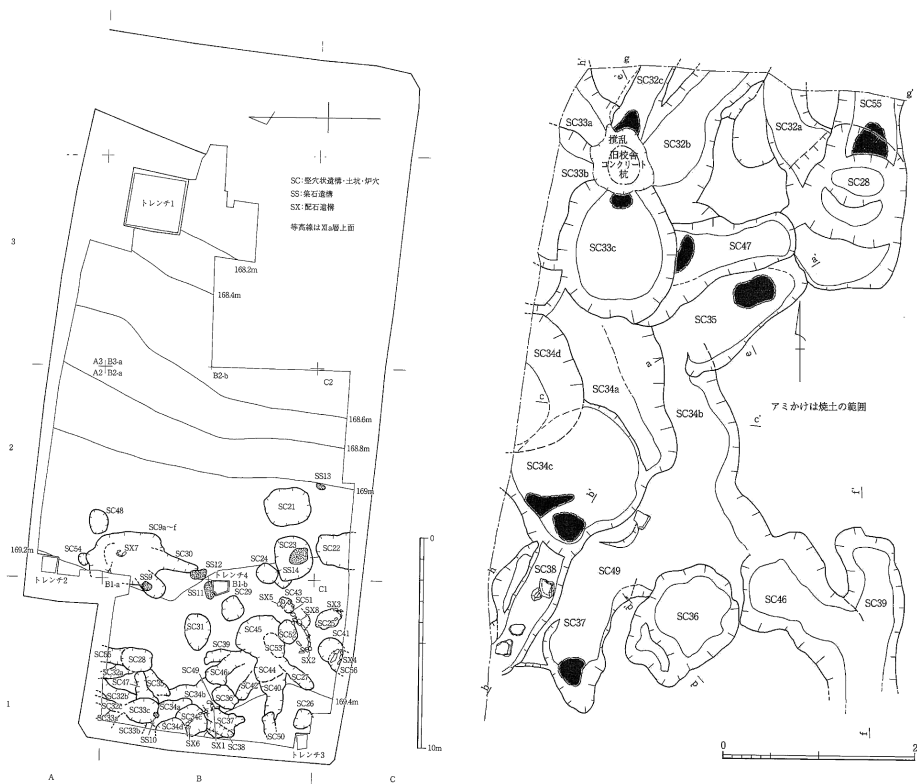 SC：竪穴状遺構・土坑・炉穴
SS：集石遺構
SX：配石遺構
等高線はⅪa層上面
トレンチ1
3
168.2m
168.4m
A3 B3-a
A2 B2-a
B2-b
C2
168.6m
168.8m
2
SS13
169m
SC21
SC48
SC9a～f
SX7
SC30
SC54
169.2m
SS12
SC24
SC23
SC22
SS14
トレンチ2
B1-a
SS9
SS11
トレンチ4
B1-b
SC29
C1
SC43
SX5
SC51
SX8
SX3
SC25
SC31
SC45
SC52
SC41
SC53
SX2
SX4
SC56
SC39
SC55
SC28
SC32a
SC47
SC35
SC49
SC46
SC44
SC42
SC27
SC40
169.4m
SC32b
SC34b
SC36
SC32c
SC33c
SC34a
SC34c
SC37
SC26
SC33a
SC33b
SC34d
SS10
SX6
SX1
SC38
SC50
トレンチ3
1
A
B
C
0
10m
h'
g
e'
SC32c
SC55
g'
SC33a
SC32a
攪乱
旧校舎
コンクリート
杭
SC32b
SC33b
SC28
SC33c
SC47
a'
SC35
SC34d
a
e
SC34a
アミかけは焼土の範囲
SC34b
c
c'
SC34c
b'
f'
SC38
SC49
SC46
SC39
SC36
SC37
d'
d
b
f
0
2